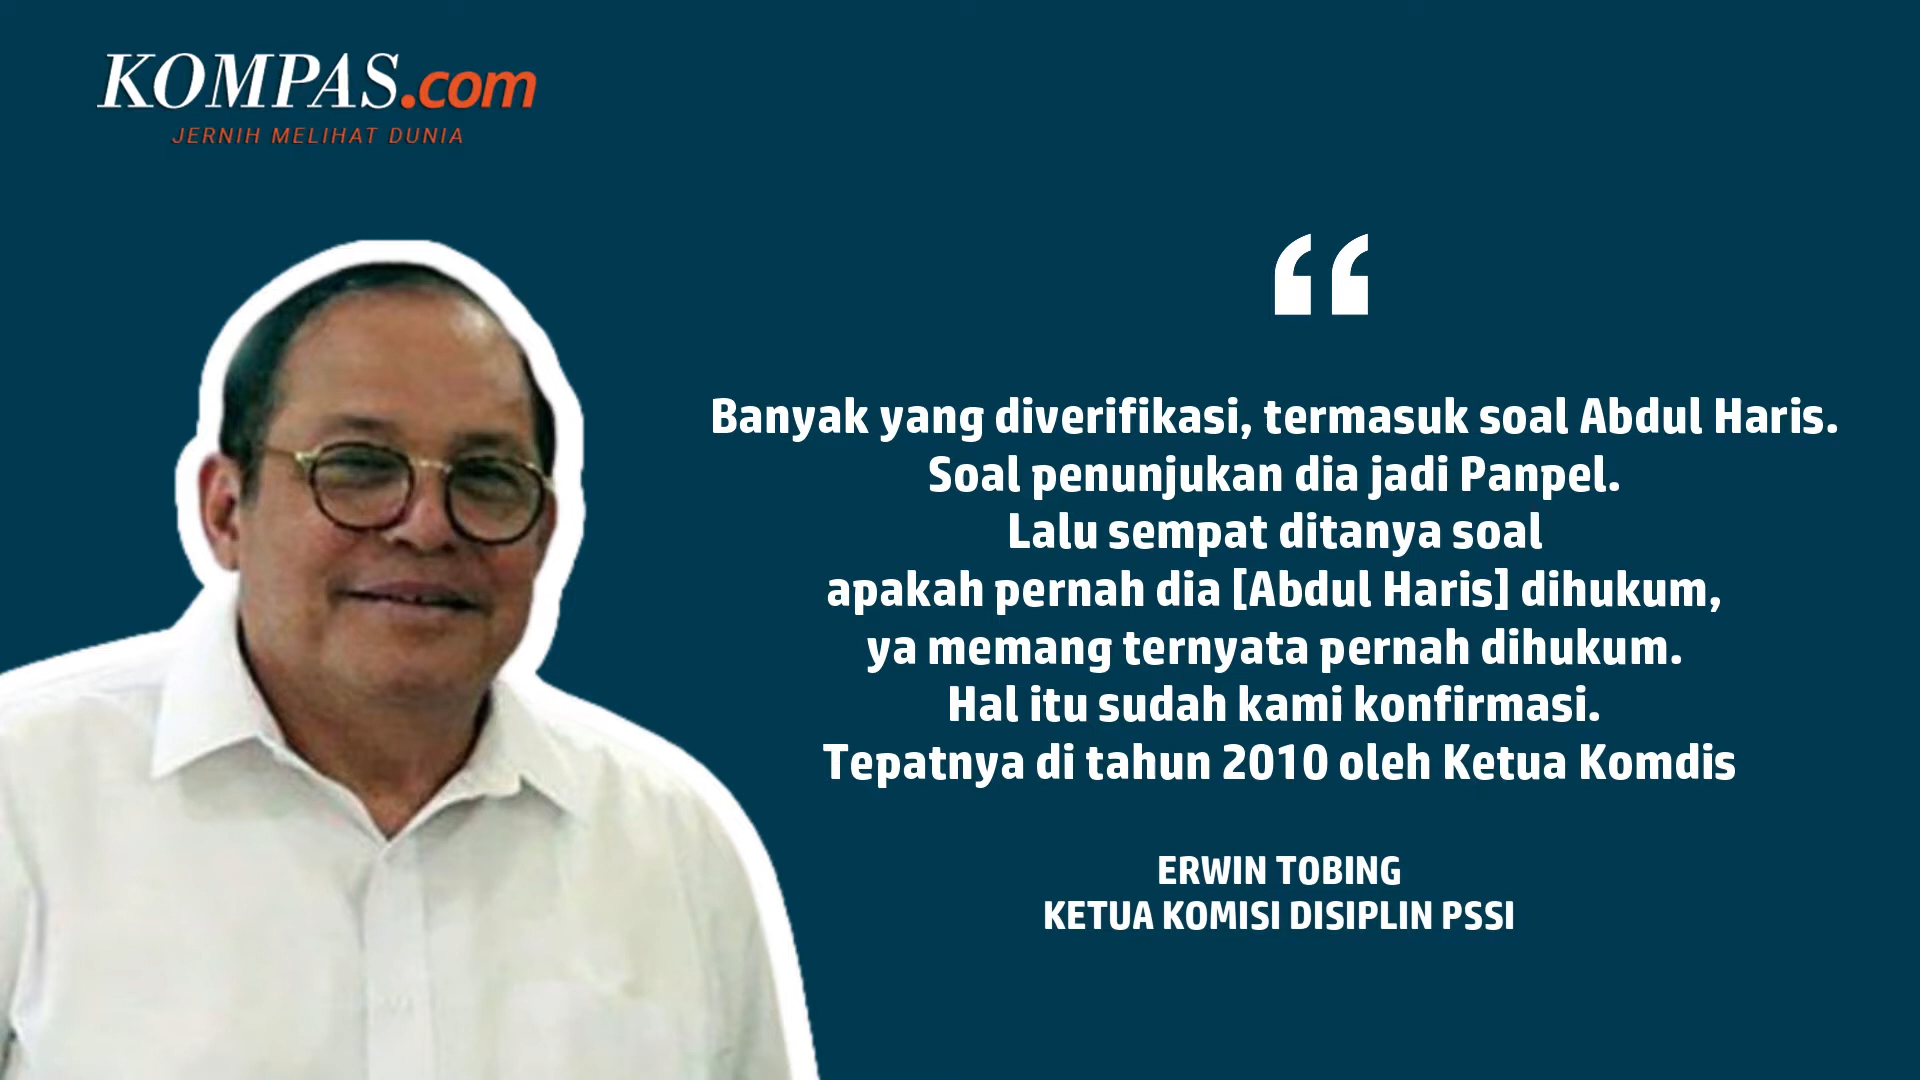 KOMPAS.com
JERNIH MELIHAT DUNIA
“
Banyak yang diverifikasi, termasuk soal Abdul Haris.
Soal penunjukan dia jadi Panpel.
Lalu sempat ditanya soal
apakah pernah dia [Abdul Haris] dihukum,
ya memang ternyata pernah dihukum.
Hal itu sudah kami konfirmasi.
Tepatnya di tahun 2010 oleh Ketua Komdis
ERWIN TOBING
KETUA KOMISI DISIPLIN PSSI